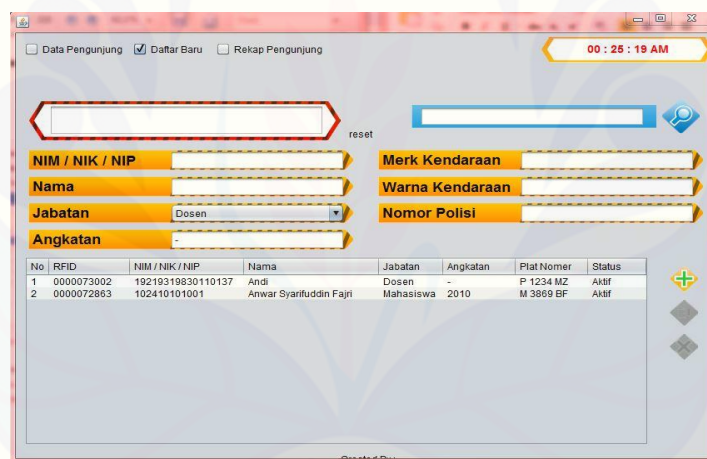 Data Pengunjung Daftar Baru Rekap Pengunjung
00 : 25 : 19 AM
reset
NIM / NIK / NIP
Merk Kendaraan
Nama
Warna Kendaraan
Jabatan Dosen
Nomor Polisi
Angkatan -
No RFID NIM / NIK / NIP Nama Jabatan Angkatan Plat Nomer Status
1 0000073002 19219319830110137 Andi Dosen - P 1234 MZ Aktif
2 0000072863 102410101001 Anwar Syarifuddin Fajri Mahasiswa 2010 M 3869 BF Aktif